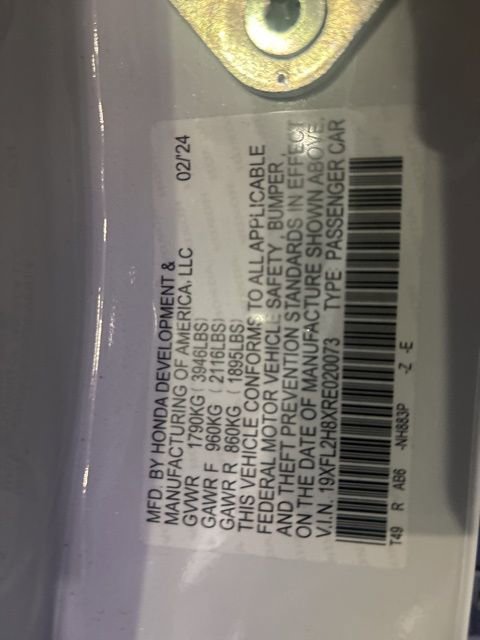 MFD. BY HONDA DEVELOPMENT &
MANUFACTURING OF AMERICA, LLC 02/'24
GVWR 1790KG ( 3946LBS)
GAWR F 960KG ( 2116LBS)
GAWR R 860KG ( 1895LBS)
THIS VEHICLE CONFORMS TO ALL APPLICABLE
FEDERAL MOTOR VEHICLE SAFETY, BUMPER,
AND THEFT PREVENTION STANDARDS IN EFFECT
ON THE DATE OF MANUFACTURE SHOWN ABOVE.
V.I.N. 19XFL2H8XRE020073 TYPE: PASSENGER CAR
T49 R AB6 -NH883P -Z -E